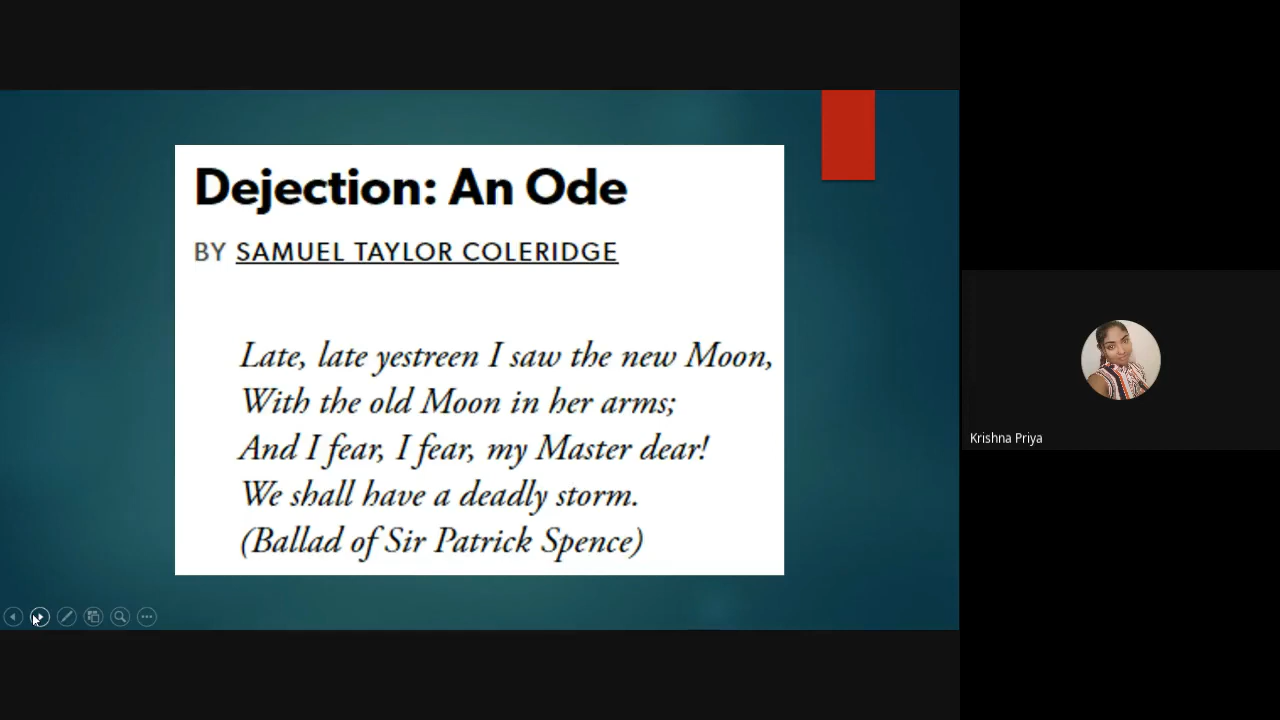 Dejection: An Ode
BY SAMUEL TAYLOR COLERIDGE
Late, late yestreen I saw the new Moon,
With the old Moon in her arms;
And I fear, I fear, my Master dear!
We shall have a deadly storm.
(Ballad of Sir Patrick Spence)
Krishna Priya